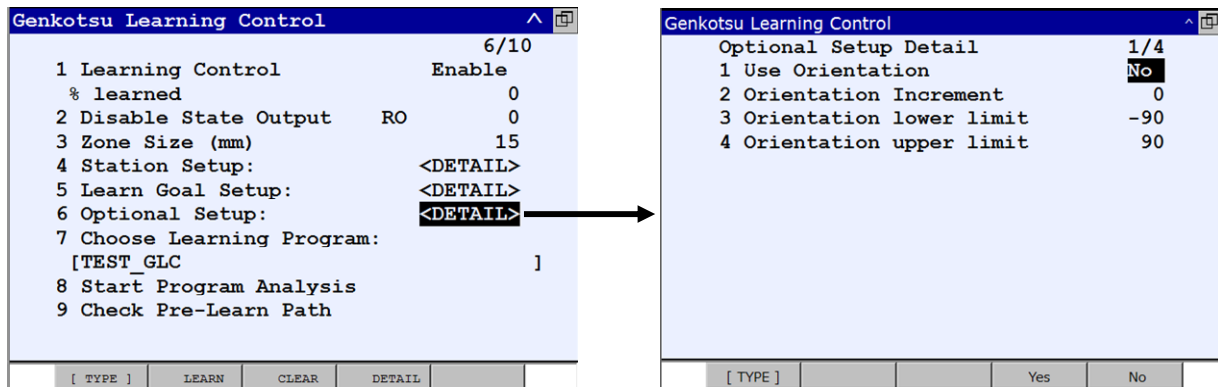 Genkotsu Learning Control ^
6/10
1 Learning Control Enable
% learned 0
2 Disable State Output RO 0
3 Zone Size (mm) 15
4 Station Setup: <DETAIL>
5 Learn Goal Setup: <DETAIL>
6 Optional Setup: <DETAIL>
7 Choose Learning Program:
[TEST_GLC ]
8 Start Program Analysis
9 Check Pre-Learn Path
[ TYPE ] LEARN CLEAR DETAIL
Genkotsu Learning Control ^
Optional Setup Detail 1/4
1 Use Orientation No
2 Orientation Increment 0
3 Orientation lower limit -90
4 Orientation upper limit 90
[ TYPE ] Yes No